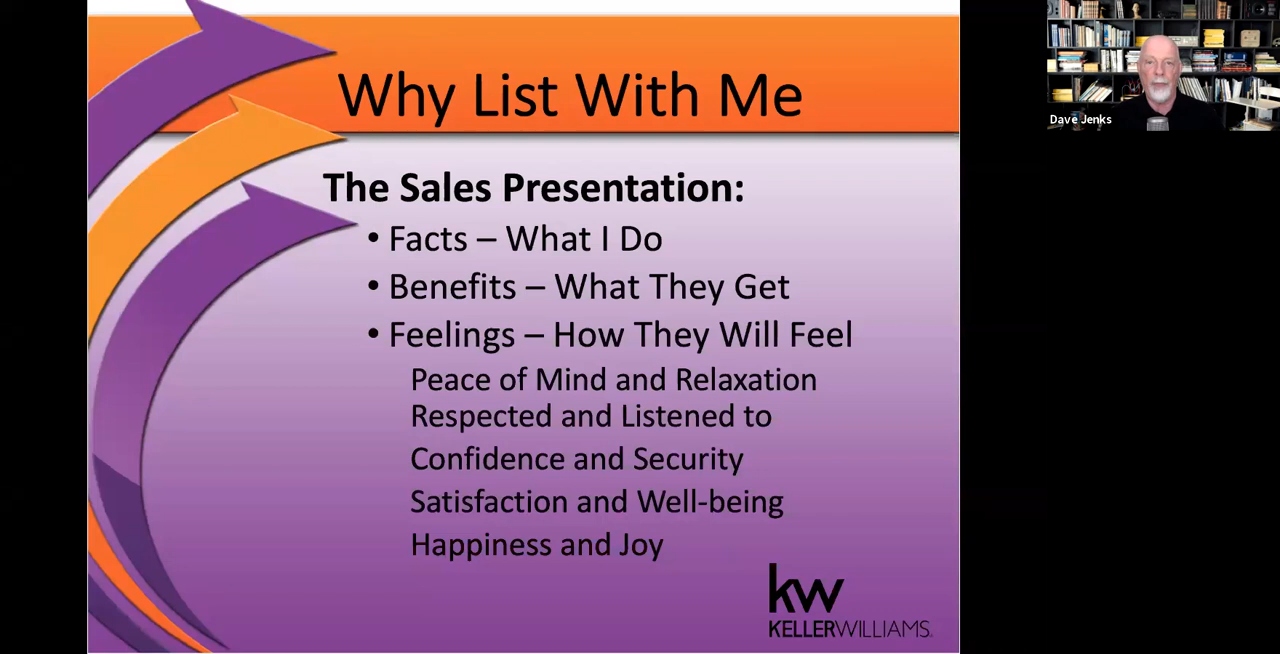 Why List With Me
The Sales Presentation:
• Facts – What I Do
• Benefits – What They Get
• Feelings – How They Will Feel
Peace of Mind and Relaxation
Respected and Listened to
Confidence and Security
Satisfaction and Well-being
Happiness and Joy
kw
KELLERWILLIAMS.
Dave Jenks